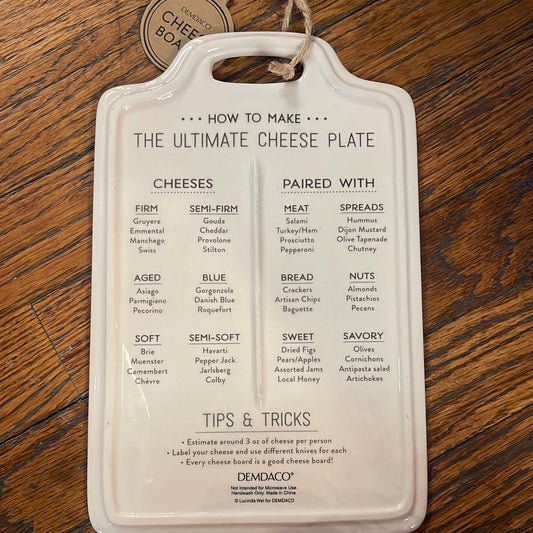 DEMDACO
CHEE
BOA
••• HOW TO MAKE •••
THE ULTIMATE CHEESE PLATE
CHEESES
FIRM
Gruyere
Emmental
Manchego
Swiss
SEMI-FIRM
Gouda
Cheddar
Provolone
Stilton
AGED
Asiago
Parmigiano
Pecorino
BLUE
Gorgonzola
Danish Blue
Roquefort
SOFT
Brie
Muenster
Camembert
Chèvre
SEMI-SOFT
Havarti
Pepper Jack
Jarlsberg
Colby
PAIRED WITH
MEAT
Salami
Turkey/Ham
Prosciutto
Pepperoni
SPREADS
Hummus
Dijon Mustard
Olive Tapenade
Chutney
BREAD
Crackers
Artisan Chips
Baguette
NUTS
Almonds
Pistachios
Pecans
SWEET
Dried Figs
Pears/Apples
Assorted Jams
Local Honey
SAVORY
Olives
Cornichons
Antipasta salad
Artichokes
TIPS & TRICKS
• Estimate around 3 oz of cheese per person
• Label your cheese and use different knives for each
• Every cheese board is a good cheese board!
DEMDACO®
Not Intended for Microwave Use.
Handwash Only. Made in China.
© Lucinda Wei for DEMDACO